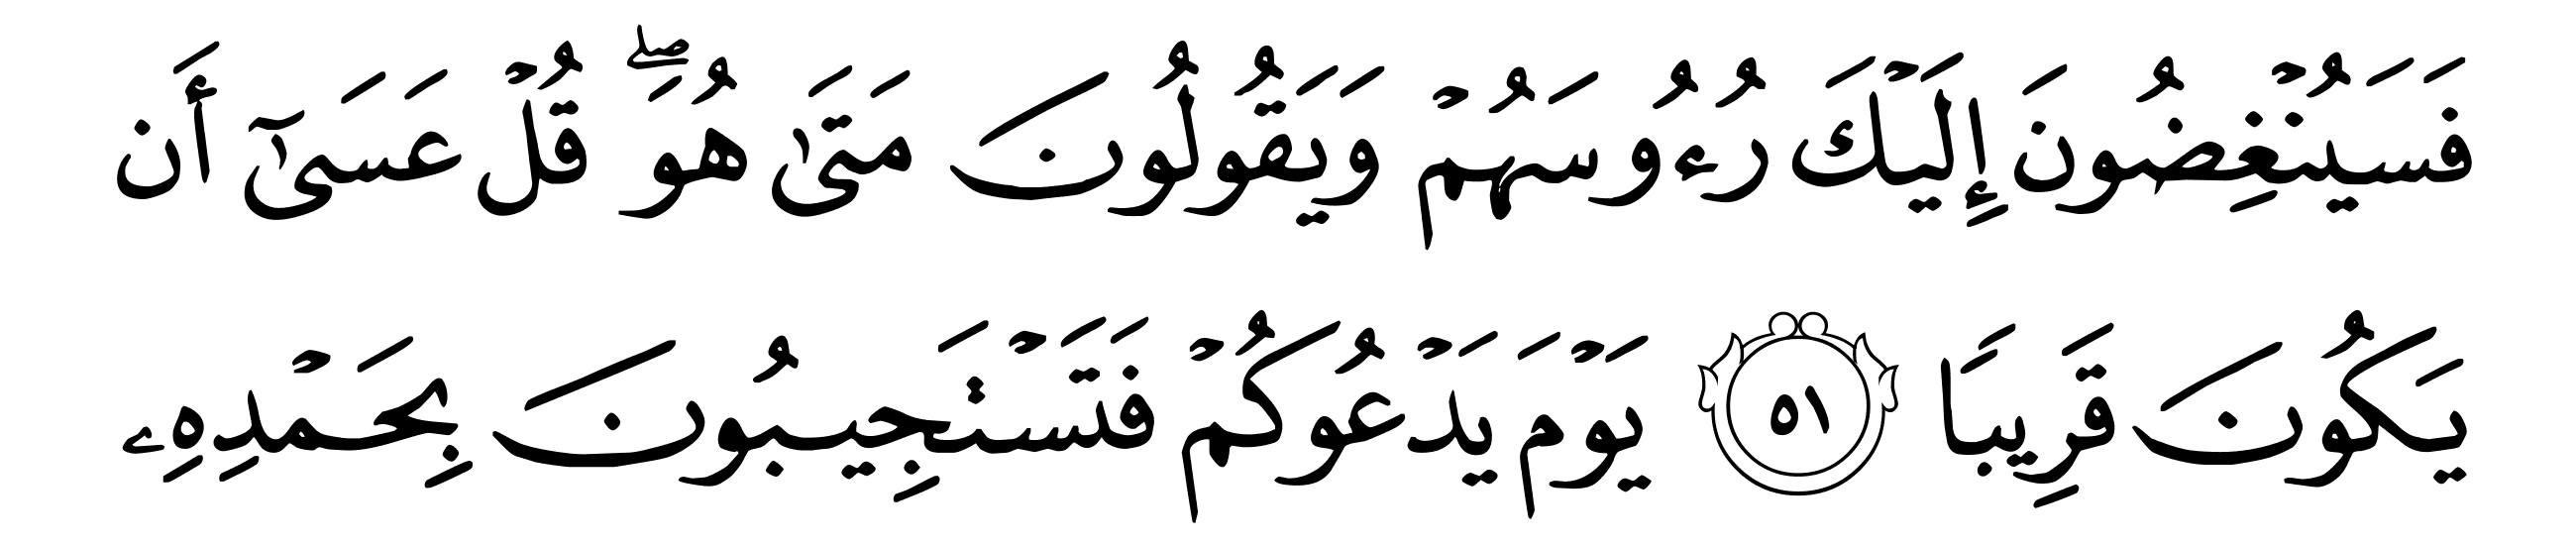 فَسَيُنۡغِضُونَ إِلَيۡكَ رُءُوسَهُمۡ وَيَقُولُونَ مَتَىٰ هُوَۖ قُلۡ عَسَىٰٓ أَن
يَكُونَ قَرِيبًا ٥١ يَوۡمَ يَدۡعُوكُمۡ فَتَسۡتَجِيبُونَ بِحَمۡدِهِۦ